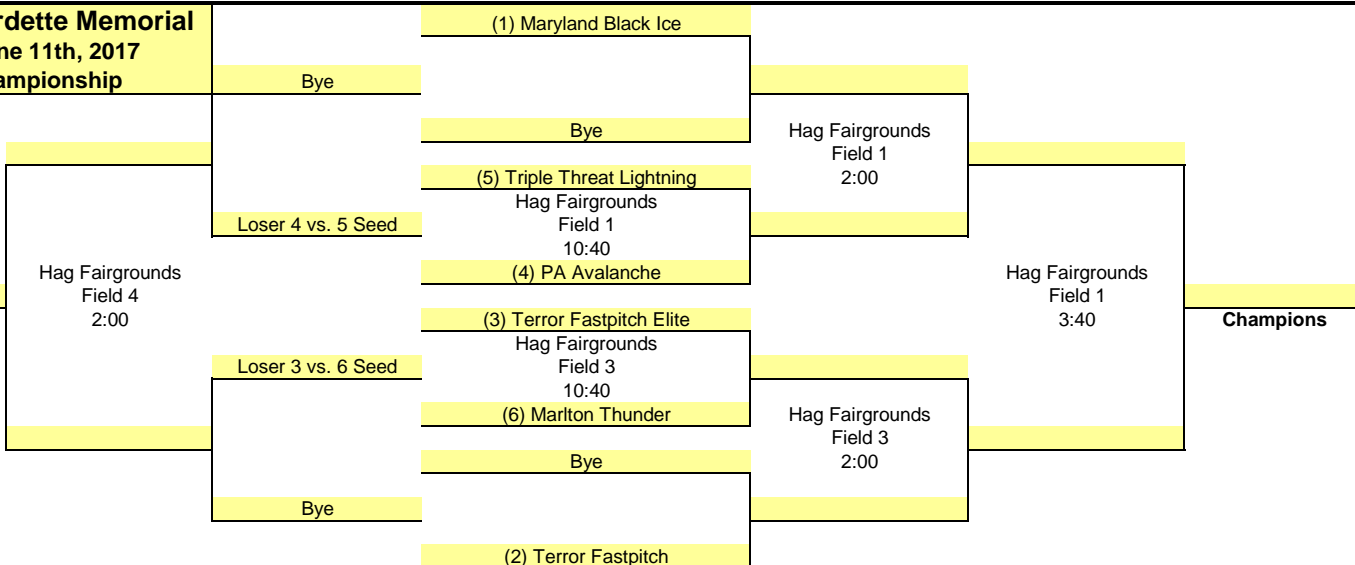 rdette Memorial
ne 11th, 2017
ampionship
Bye
Loser 4 vs. 5 Seed
Hag Fairgrounds
Field 4
2:00
Loser 3 vs. 6 Seed
Bye
(1) Maryland Black Ice
Bye
(5) Triple Threat Lightning
Hag Fairgrounds
Field 1
10:40
(4) PA Avalanche
(3) Terror Fastpitch Elite
Hag Fairgrounds
Field 3
10:40
(6) Marlton Thunder
Bye
(2) Terror Fastpitch
Hag Fairgrounds
Field 1
2:00
Hag Fairgrounds
Field 3
2:00
Hag Fairgrounds
Field 1
3:40
Champions